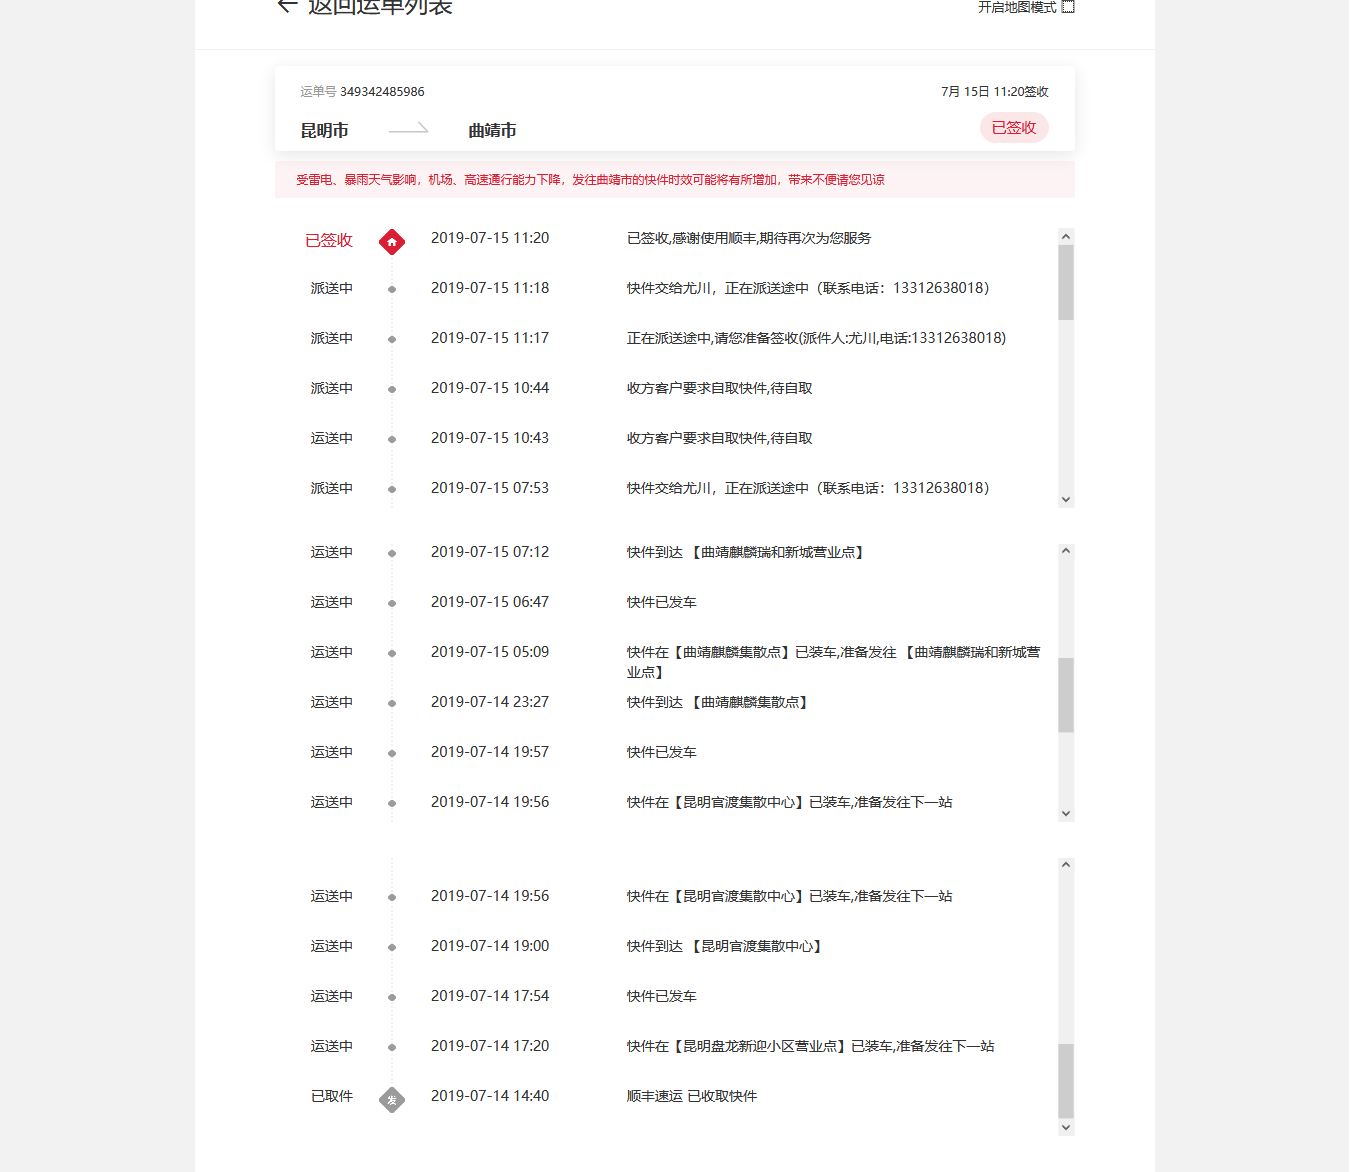 返回运单列表
开启地图模式
运单号 349342485986
7月 15日 11:20签收
昆明市
曲靖市
已签收
受雷电、暴雨天气影响，机场、高速通行能力下降，发往曲靖市的快件时效可能将有所增加，带来不便请您见谅
已签收 2019-07-15 11:20 已签收,感谢使用顺丰,期待再次为您服务
派送中 2019-07-15 11:18 快件交给尤川，正在派送途中（联系电话：13312638018）
派送中 2019-07-15 11:17 正在派送途中,请您准备签收(派件人:尤川,电话:13312638018)
派送中 2019-07-15 10:44 收方客户要求自取快件,待自取
运送中 2019-07-15 10:43 收方客户要求自取快件,待自取
派送中 2019-07-15 07:53 快件交给尤川，正在派送途中（联系电话：13312638018）
运送中 2019-07-15 07:12 快件到达 【曲靖麒麟瑞和新城营业点】
运送中 2019-07-15 06:47 快件已发车
运送中 2019-07-15 05:09 快件在【曲靖麒麟集散点】已装车,准备发往 【曲靖麒麟瑞和新城营
业点】
运送中 2019-07-14 23:27 快件到达 【曲靖麒麟集散点】
运送中 2019-07-14 19:57 快件已发车
运送中 2019-07-14 19:56 快件在【昆明官渡集散中心】已装车,准备发往下一站
运送中 2019-07-14 19:56 快件在【昆明官渡集散中心】已装车,准备发往下一站
运送中 2019-07-14 19:00 快件到达 【昆明官渡集散中心】
运送中 2019-07-14 17:54 快件已发车
运送中 2019-07-14 17:20 快件在【昆明盘龙新迎小区营业点】已装车,准备发往下一站
已取件 发 2019-07-14 14:40 顺丰速运 已收取快件